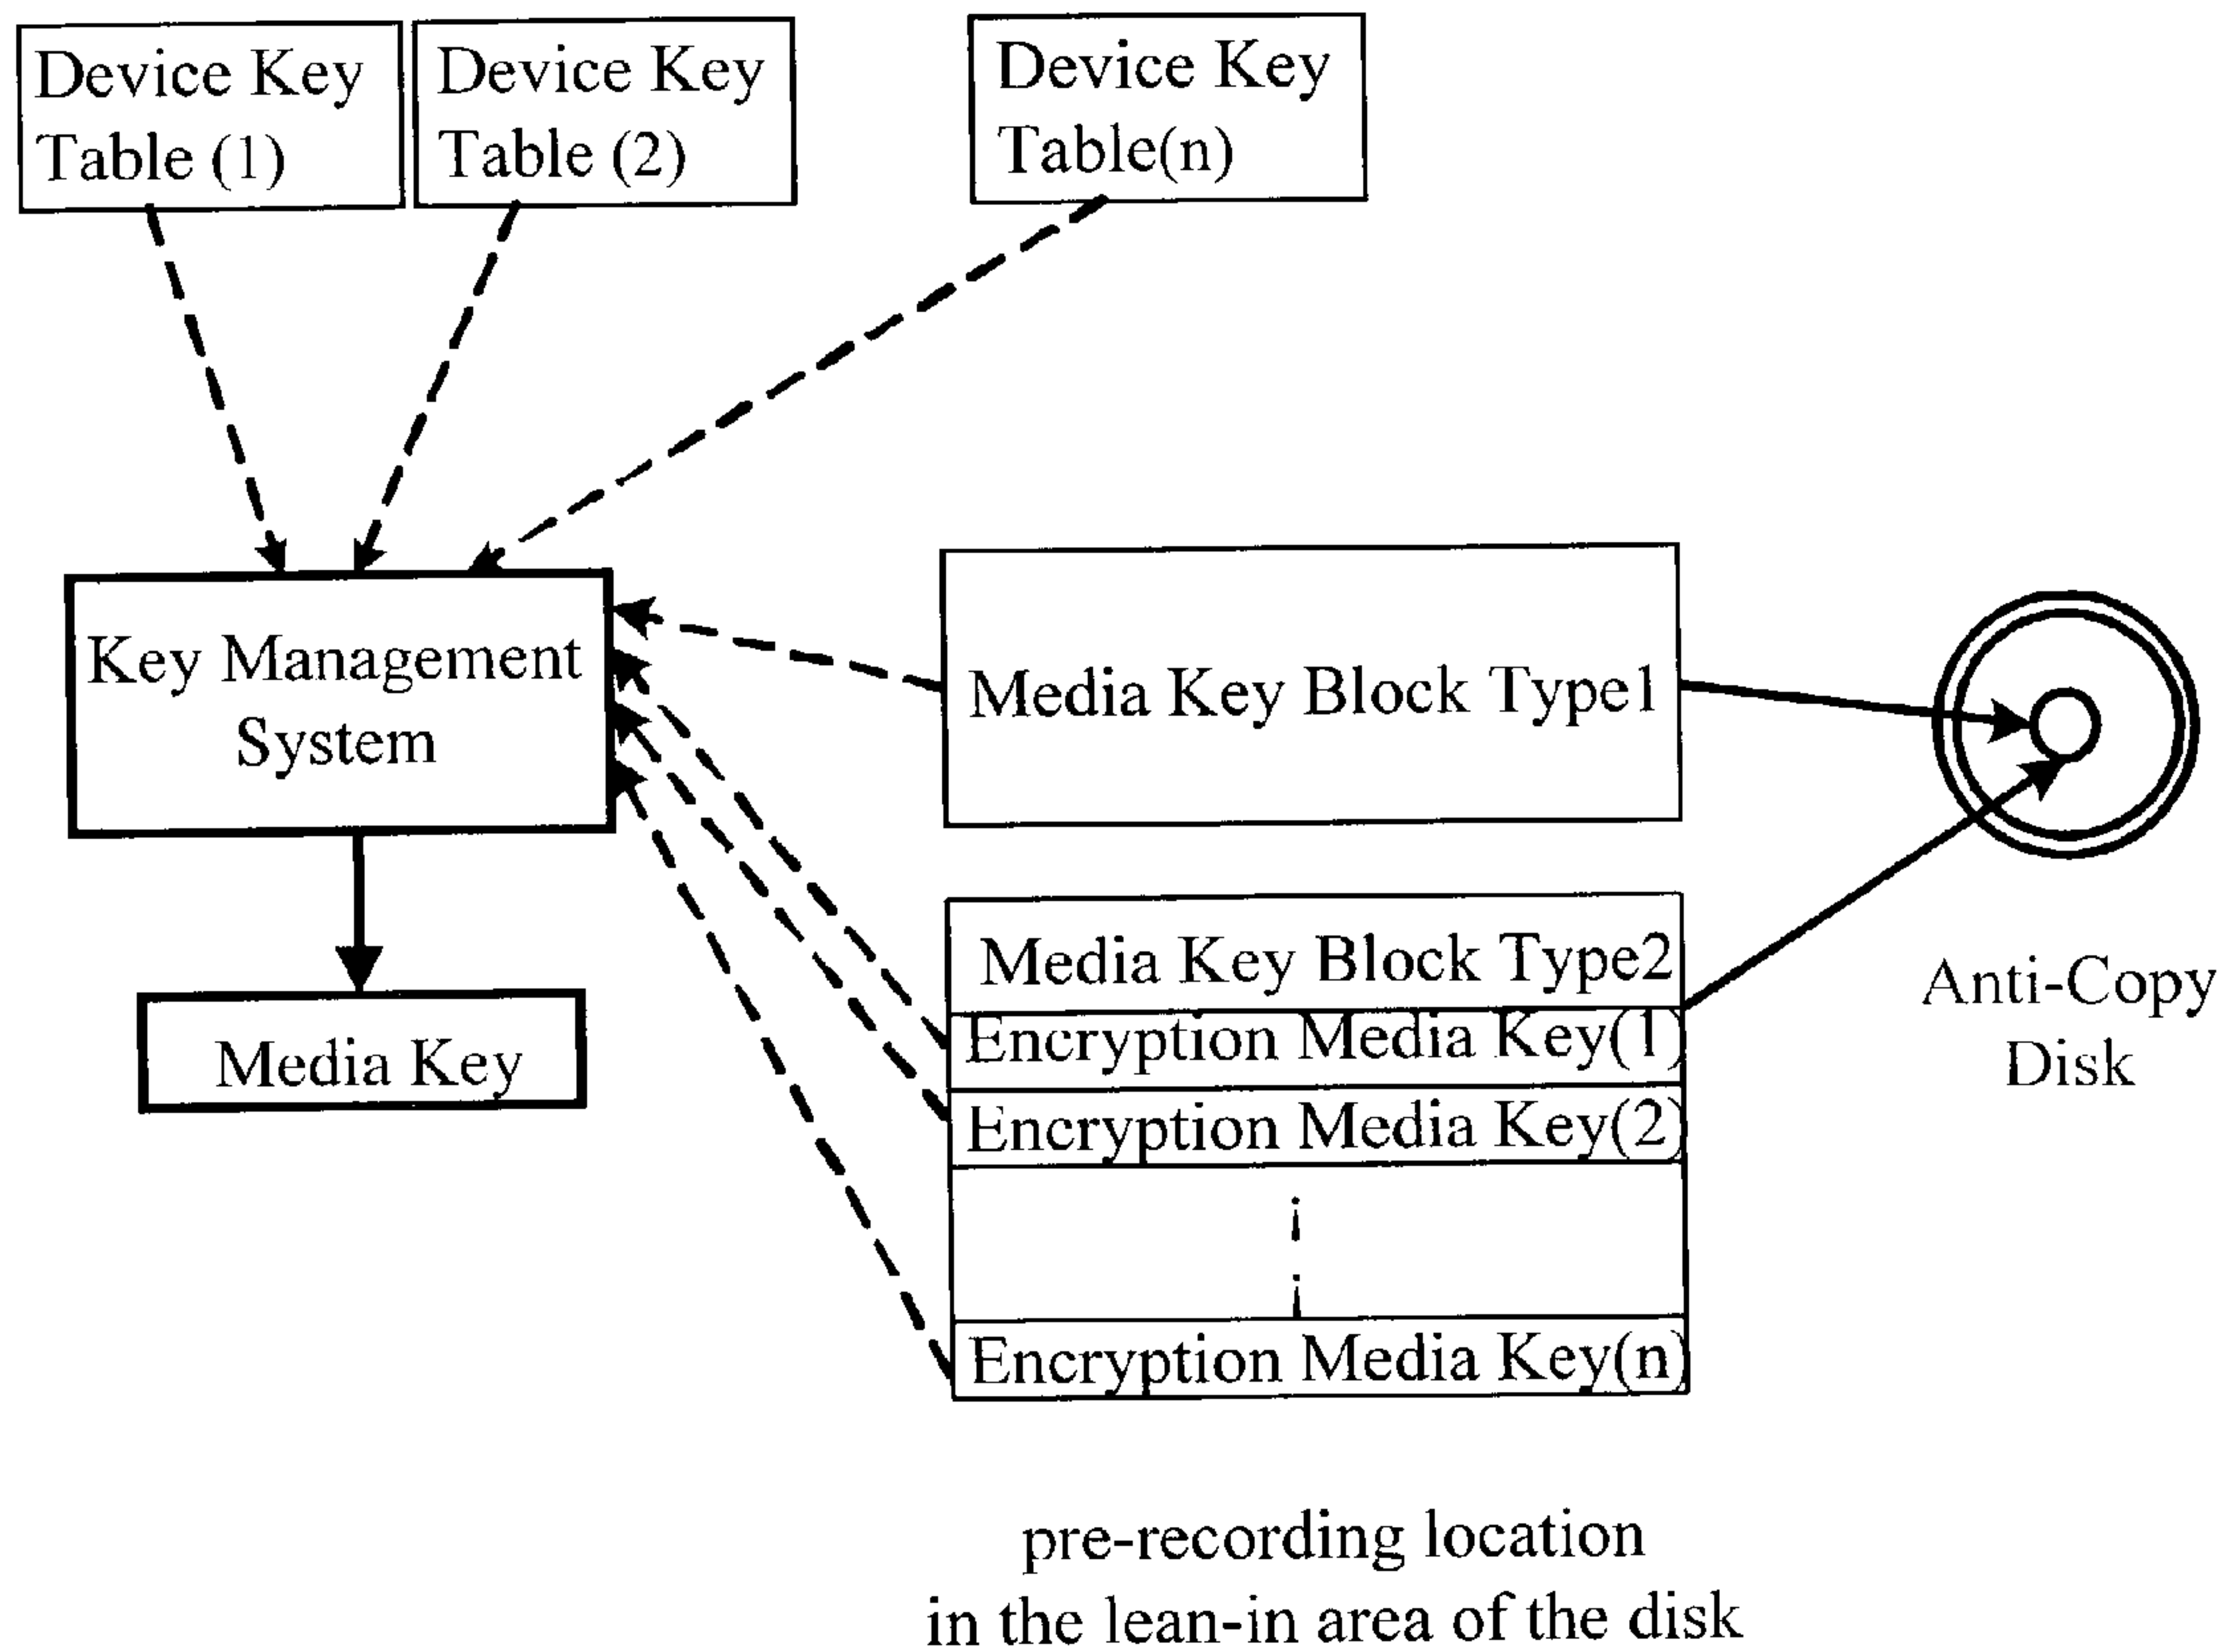 Device Key
Table (1)
Device Key
Table (2)
Device Key
Table(n)
Key Management
System
Media Key Block Type1
Media Key
Media Key Block Type2
Encryption Media Key(1)
Encryption Media Key(2)
Encryption Media Key(n)
Anti-Copy
Disk
pre-recording location
in the lean-in area of the disk